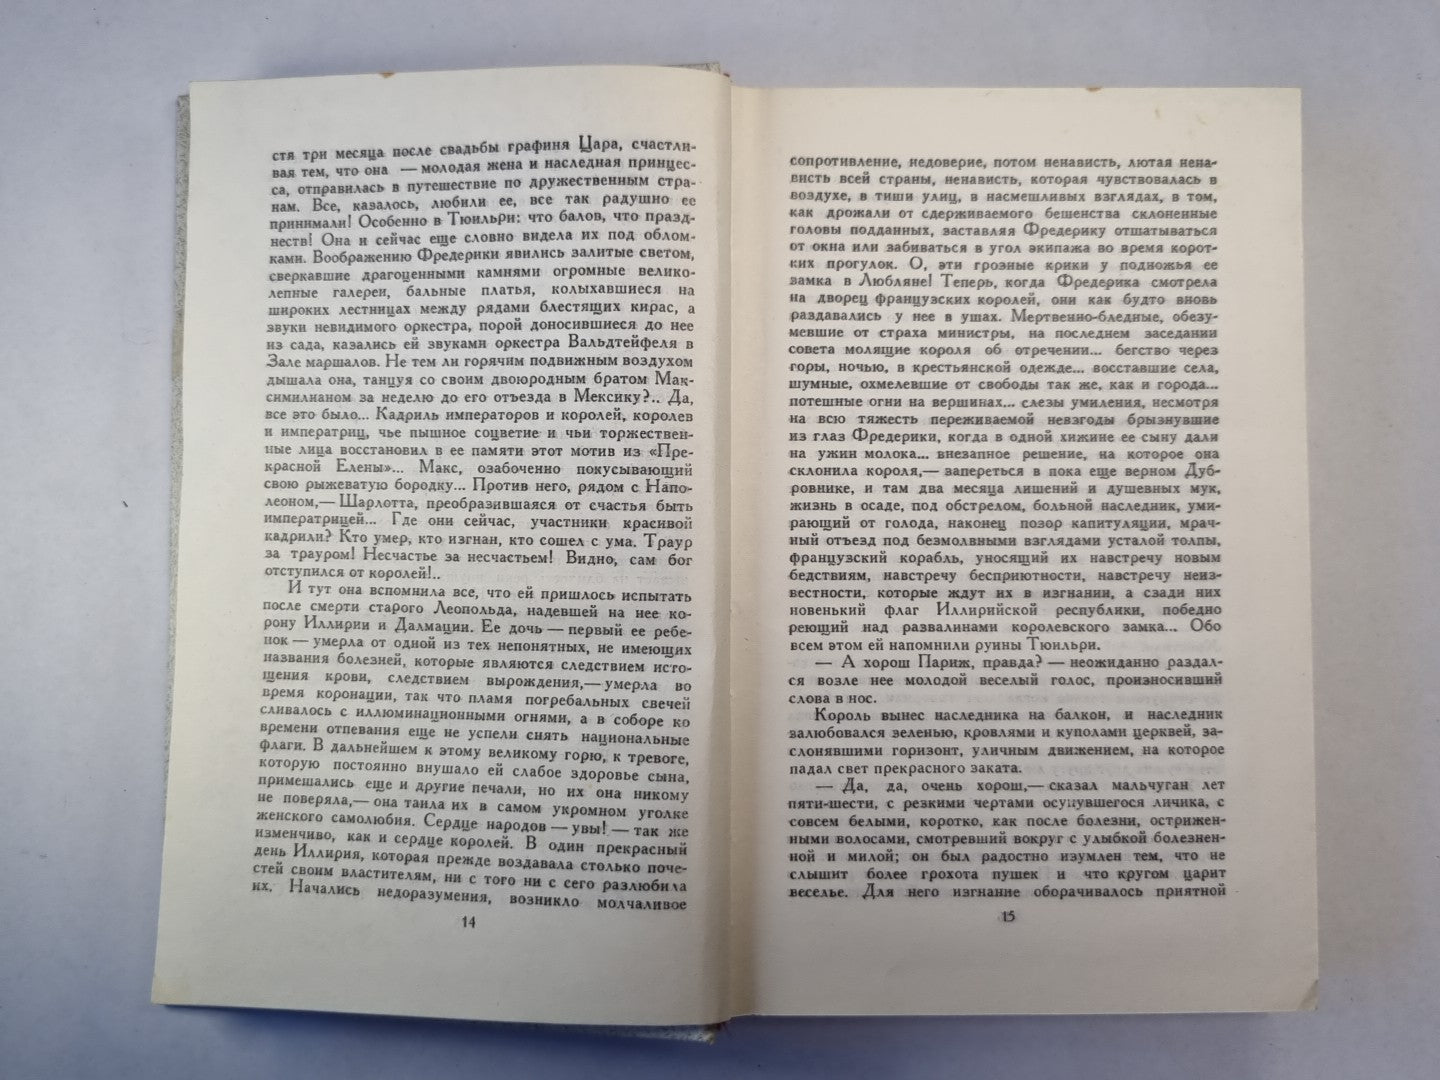 стя три месяца после свадьбы графиня Цара, счастли-
вая тем, что она — молодая жена и наследная принцес-
са, отправилась в путешествие по дружественным стра-
нам. Все, казалось, любили ее, все так радушно ее
принимали! Особенно в Тюильри: что балов, что празд-
неств! Она и сейчас еще словно видела их под облом-
ками. Воображению Фредерики явились залитые светом,
сверкавшие драгоценными камнями огромные велико-
лепные галереи, бальные платья, колыхавшиеся на
широких лестницах между рядами блестящих кирас, а
звуки невидимого оркестра, порой доносившиеся до нее
из сада, казались ей звуками оркестра Вальдтейфеля в
Зале маршалов. Не тем ли горячим подвижным воздухом
дышала она, танцуя со своим двоюродным братом Мак-
симилианом за неделю до его отъезда в Мексику?.. Да,
все это было... Кадриль императоров и королей, королев
и императриц, чье пышное соцветие и чьи торжествен-
ные лица восстановил в ее памяти этот мотив из «Пре-
красной Елены»... Макс, озабоченно покусывающий
свою рыжеватую бородку... Против него, рядом с Напо-
леоном,— Шарлотта, преобразившаяся от счастья быть
императрицей... Где они сейчас, участники красивой
кадрили? Кто умер, кто изгнан, кто сошел с ума. Траур
за трауром! Несчастье за несчастьем! Видно, сам бог
отступился от королей!..
И тут она вспомнила все, что ей пришлось испытать
после смерти старого Леопольда, надевшей на нее ко-
рону Иллирии и Далмации. Ее дочь — первый ее ребе-
нок — умерла от одной из тех непонятных, не имеющих
названия болезней, которые являются следствием исто-
щения крови, следствием вырождения,— умерла во
время коронации, так что пламя погребальных свечей
сливалось с иллюминационными огнями, а в соборе ко
времени отпевания еще не успели снять национальные
флаги. В дальнейшем к этому великому горю, к тревоге,
которую постоянно внушало ей слабое здоровье сына,
примешались еще и другие печали, но их она никому
не поверяла,— она таила их в самом укромном уголке
женского самолюбия. Сердце народов — увы! — так же
изменчиво, как и сердце королей. В один прекрасный
день Иллирия, которая прежде воздавала столько поче-
стей своим властителям, ни с того ни с сего разлюбила
их. Начались недоразумения, возникло молчаливое
14
сопротивление, недоверие, потом ненависть, лютая нена-
висть всей страны, ненависть, которая чувствовалась в
воздухе, в тиши улиц, в насмешливых взглядах, в том,
как дрожали от сдерживаемого бешенства склоненные
головы подданных, заставляя Фредерику отшатываться
от окна или забиваться в угол экипажа во время корот-
ких прогулок. О, эти грозные крики у подножья ее
замка в Любляне! Теперь, когда Фредерика смотрела
на дворец французских королей, они как будто вновь
раздавались у нее в ушах. Мертвенно-бледные, обезу-
мевшие от страха министры, на последнем заседании
совета молящие короля об отречении... бегство через
горы, ночью, в крестьянской одежде... восставшие села,
шумные, охмелевшие от свободы так же, как и города...
потешные огни на вершинах... слезы умиления, несмотря
на всю тяжесть переживаемой невзгоды брызнувшие
из глаз Фредерики, когда в одной хижине ее сыну дали
на ужин молока... внезапное решение, на которое она
склонила короля,— запереться в пока еще верном Дуб-
ровнике, и там два месяца лишений и душевных мук,
жизнь в осаде, под обстрелом, больной наследник, уми-
рающий от голода, наконец позор капитуляции, мрач-
ный отъезд под безмолвными взглядами усталой толпы,
французский корабль, уносящий их навстречу новым
бедствиям, навстречу бесприютности, навстречу неиз-
вестности, которые ждут их в изгнании, а сзади них
новенький флаг Иллирийской республики, победно
реющий над развалинами королевского замка... Обо
всем этом ей напомнили руины Тюильри.
— А хорош Париж, правда? — неожиданно раздал-
ся возле нее молодой веселый голос, произносивший
слова в нос.
Король вынес наследника на балкон, и наследник
залюбовался зеленью, кровлями и куполами церквей, за-
слонявшими горизонт, уличным движением, на которое
падал свет прекрасного заката.
— Да, да, очень хорош,— сказал мальчуган лет
пяти-шести, с резкими чертами осунувшегося личика, с
совсем белыми, коротко, как после болезни, острижен-
ными волосами, смотревший вокруг с улыбкой болезнен-
ной и милой; он был радостно изумлен тем, что не
слышит более грохота пушек и что кругом царит
веселье. Для него изгнание оборачивалось приятной
15